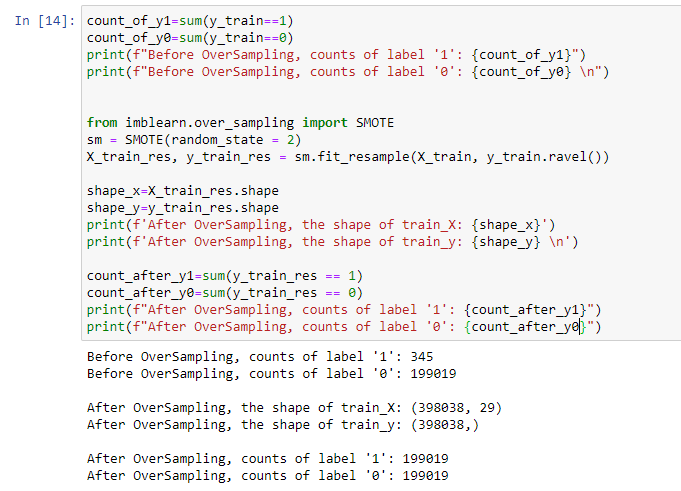 In [14]:
count_of_y1=sum(y_train==1)
count_of_y0=sum(y_train==0)
print(f"Before OverSampling, counts of label '1': {count_of_y1}")
print(f"Before OverSampling, counts of label '0': {count_of_y0} \n")
from imblearn.over_sampling import SMOTE
sm = SMOTE(random_state = 2)
X_train_res, y_train_res = sm.fit_resample(X_train, y_train.ravel())
shape_x=X_train_res.shape
shape_y=y_train_res.shape
print(f'After OverSampling, the shape of train_X: {shape_x}')
print(f'After OverSampling, the shape of train_y: {shape_y} \n')
count_after_y1=sum(y_train_res == 1)
count_after_y0=sum(y_train_res == 0)
print(f"After OverSampling, counts of label '1': {count_after_y1}")
print(f"After OverSampling, counts of label '0': {count_after_y0}")
Before OverSampling, counts of label '1': 345
Before OverSampling, counts of label '0': 199019
After OverSampling, the shape of train_X: (398038, 29)
After OverSampling, the shape of train_y: (398038,)
After OverSampling, counts of label '1': 199019
After OverSampling, counts of label '0': 199019